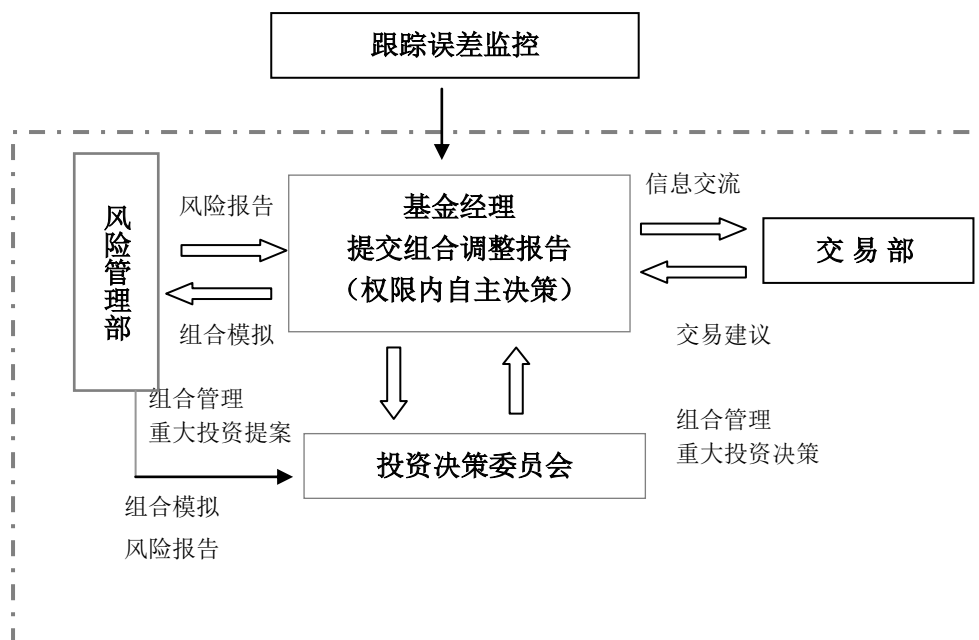 跟踪误差监控
风险管理部
风险报告
组合模拟
基金经理
提交组合调整报告
（权限内自主决策）
信息交流
交 易 部
交易建议
组合管理
重大投资提案
投资决策委员会
组合管理
重大投资决策
组合模拟
风险报告